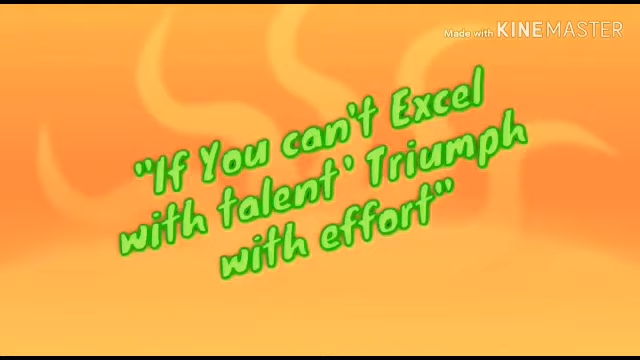 Made with KINEMASTER
"If You can't Excel
with talent' Triumph
with effort"